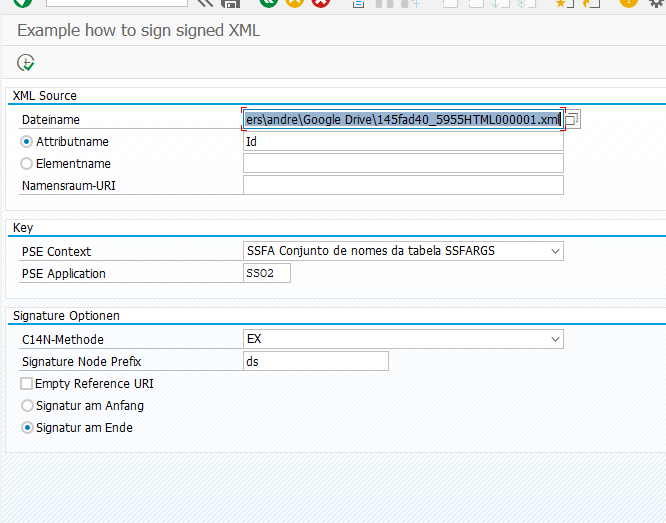 Example how to sign signed XML
XML Source
Dateiname ers\andre\Google Drive\145fad40_5955HTML000001.xml
Attributname Id
Elementname
Namensraum-URI
Key
PSE Context SSFA Conjunto de nomes da tabela SSFARGS
PSE Application SSO2
Signature Optionen
C14N-Methode EX
Signature Node Prefix ds
Empty Reference URI
Signatur am Anfang
Signatur am Ende